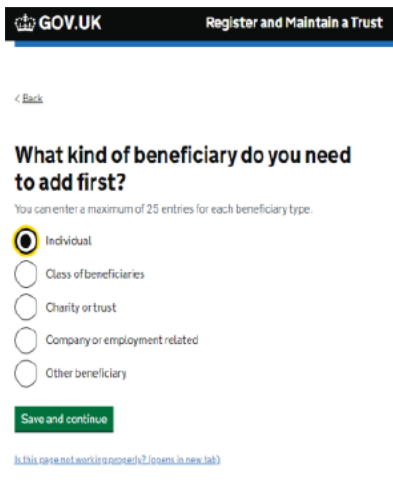 GOV.UK Register and Maintain a Trust
< Back
What kind of beneficiary do you need
to add first?
You can enter a maximum of 25 entries for each beneficiary type.
Individual
Class of beneficiaries
Charity or trust
Company or employment related
Other beneficiary
Save and continue
Is this page not working properly? (opens in new tab)